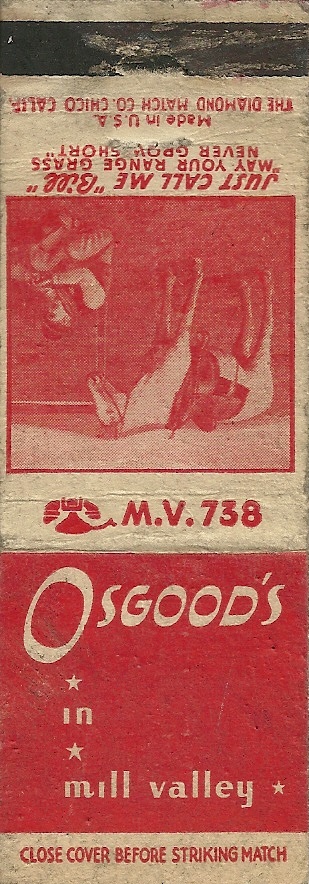 THE DIAMOND MATCH CO. CHICO CALIF.
Made in U.S.A.
"MAY YOUR RANGE GRASS
NEVER GROW SHORT"
JUST CALL ME "Bill"
M.V. 738
OSGOOD'S
in
mill valley
CLOSE COVER BEFORE STRIKING MATCH